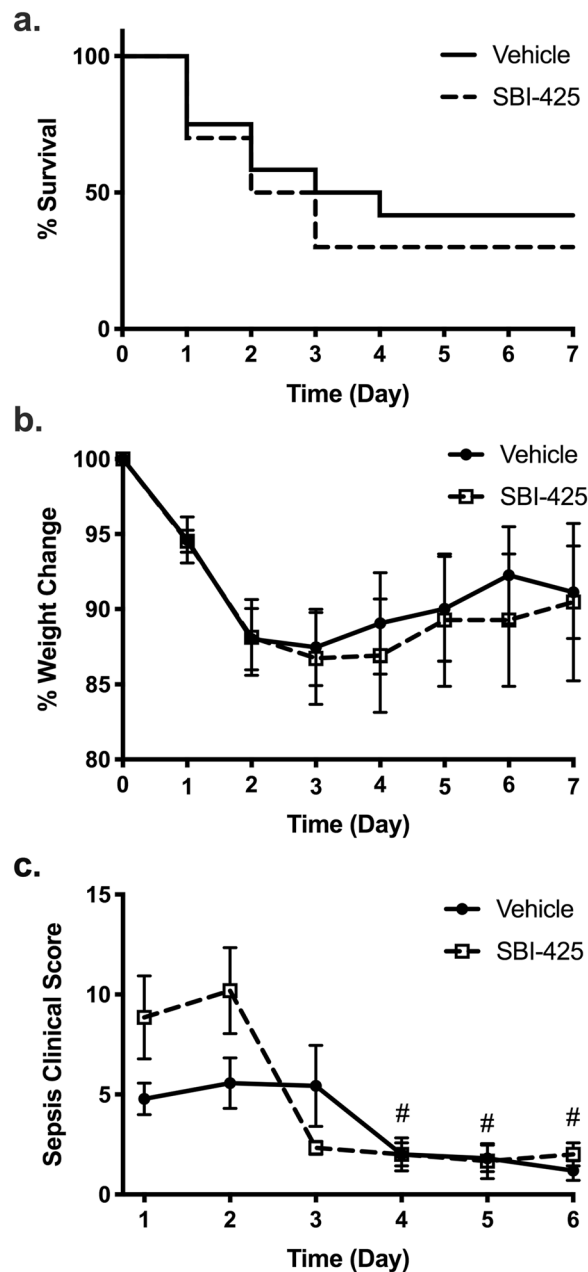 a.
Vehicle
SBI-425
100
50
0
% Survival
0 1 2 3 4 5 6 7
Time (Day)
b.
Vehicle
SBI-425
100
95
90
85
80
% Weight Change
0 1 2 3 4 5 6 7
Time (Day)
c.
Vehicle
SBI-425
15
10
5
0
Sepsis Clinical Score
# # #
1 2 3 4 5 6
Time (Day)